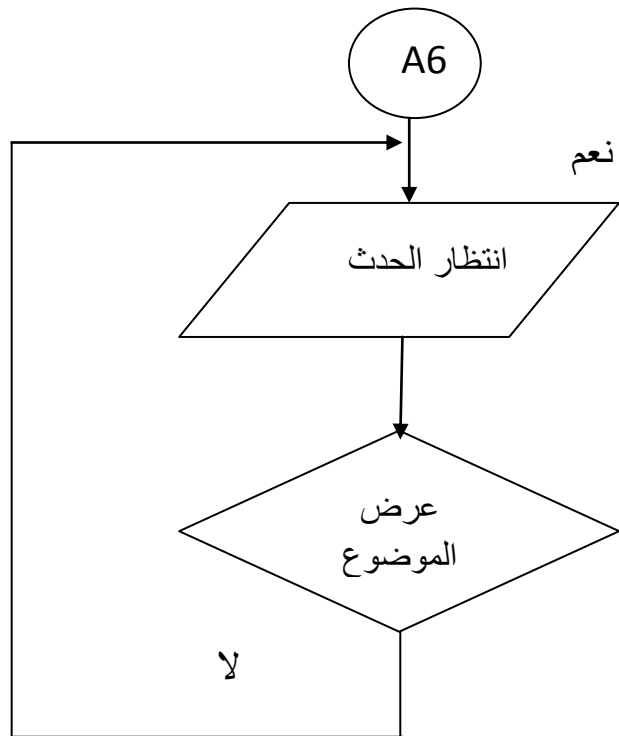 A6
نعم
انتظار الحدث
عرض
الموضوع
لا